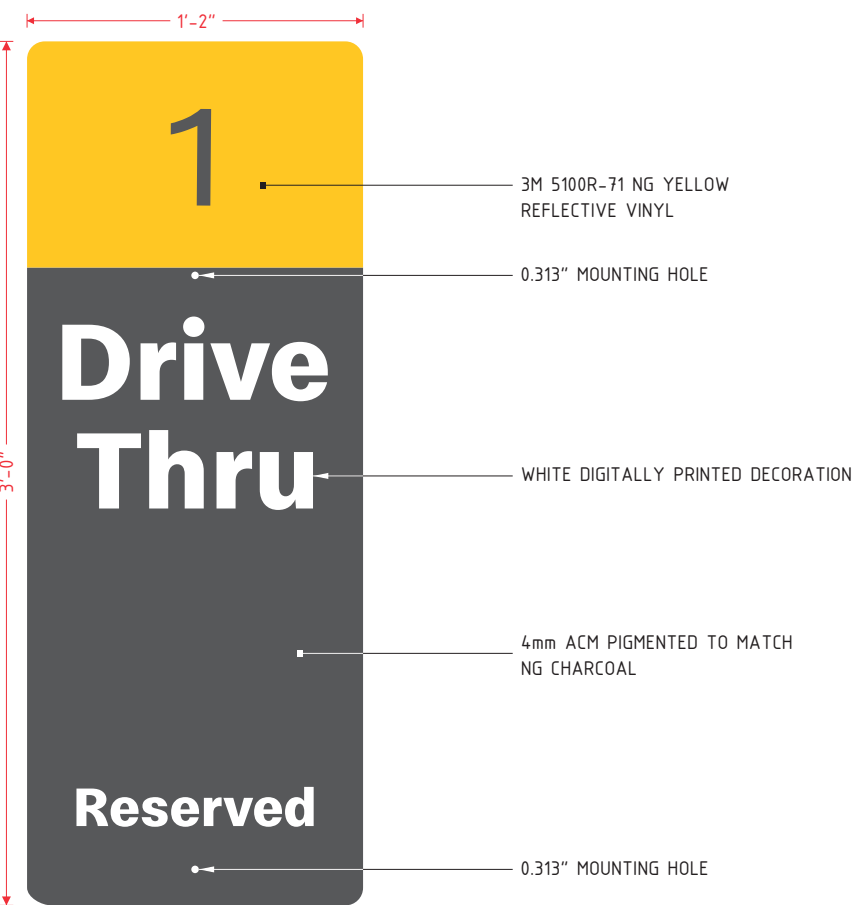 1'-2"
1
3M 5100R-71 NG YELLOW
REFLECTIVE VINYL
0.313" MOUNTING HOLE
Drive
Thru
3'-0"
WHITE DIGITALLY PRINTED DECORATION
4mm ACM PIGMENTED TO MATCH
NG CHARCOAL
Reserved
0.313" MOUNTING HOLE